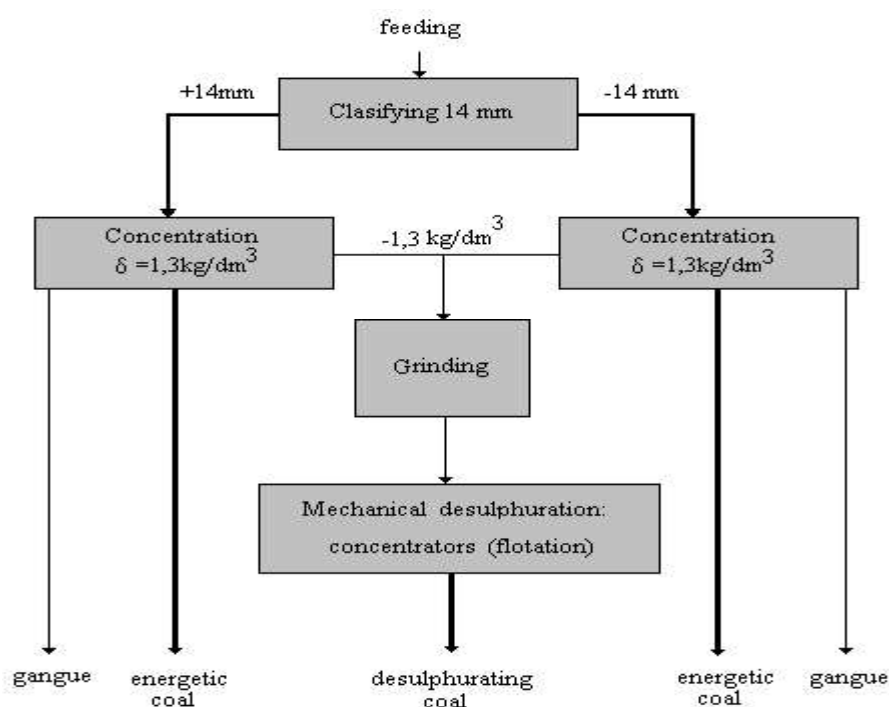 feeding
+14mm
-14 mm
Clasifying 14 mm
Concentration
δ =1,3kg/dm³
-1,3 kg/dm³
Concentration
δ =1,3kg/dm³
Grinding
Mechanical desulphuration:
concentrators (flotation)
gangue
energetic
coal
desulphurating
coal
energetic
coal
gangue